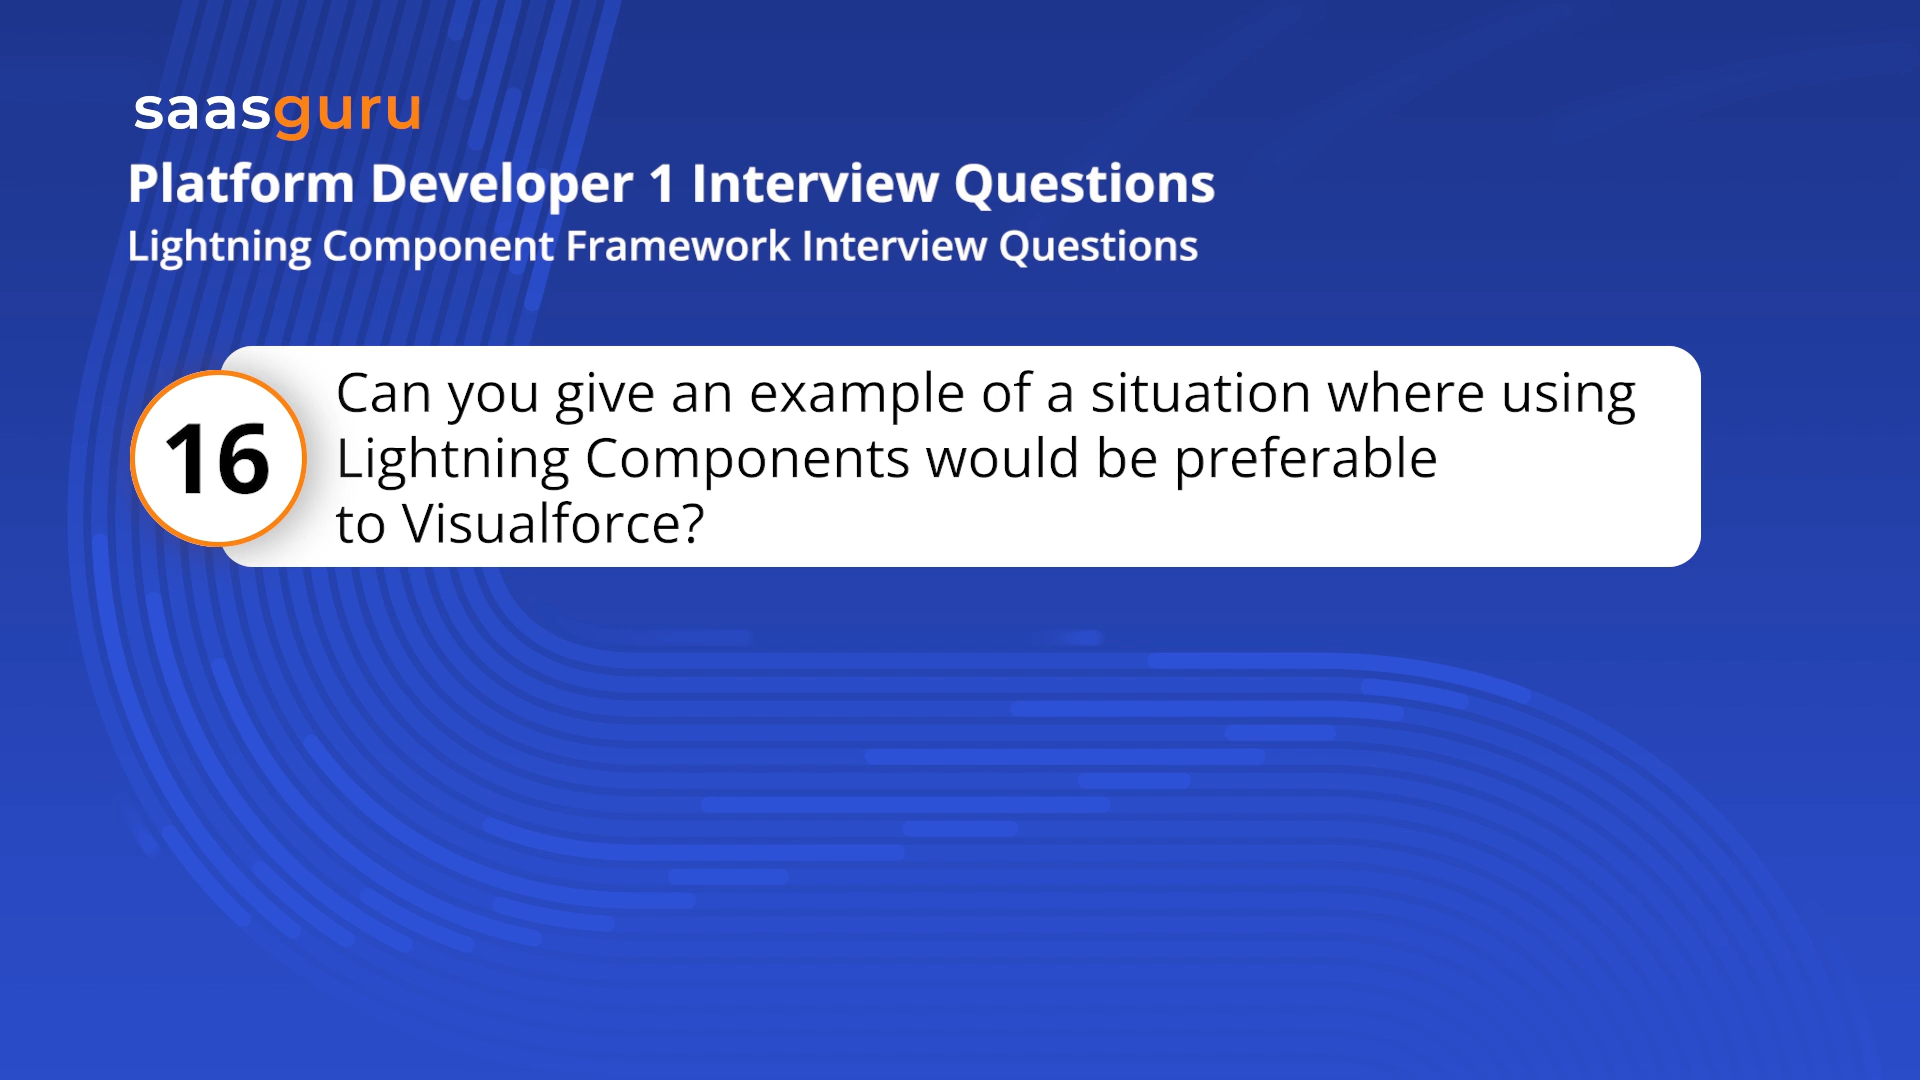 saasguru
Platform Developer 1 Interview Questions
Lightning Component Framework Interview Questions
16
Can you give an example of a situation where using
Lightning Components would be preferable
to Visualforce?